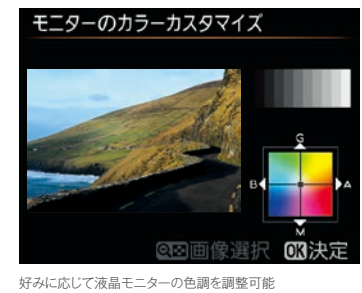 モニターのカラーカスタマイズ
G
B A
M
画像選択 OK決定
好みに応じて液晶モニターの色調を調整可能